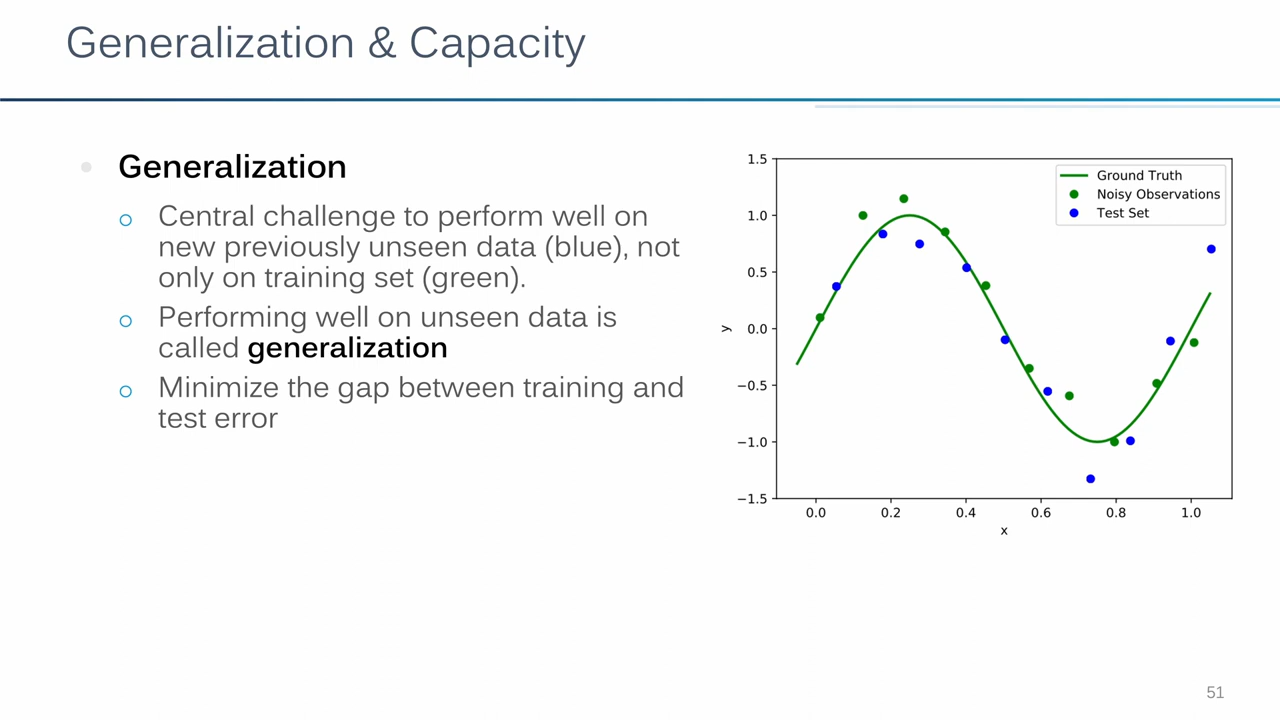 Generalization & Capacity
Generalization
Central challenge to perform well on
new previously unseen data (blue), not
only on training set (green).
Performing well on unseen data is
called generalization
Minimize the gap between training and
test error
1.5
1.0
0.5
0.0
−0.5
−1.0
−1.5
y
Ground Truth
Noisy Observations
Test Set
0.0 0.2 0.4 0.6 0.8 1.0
x
51